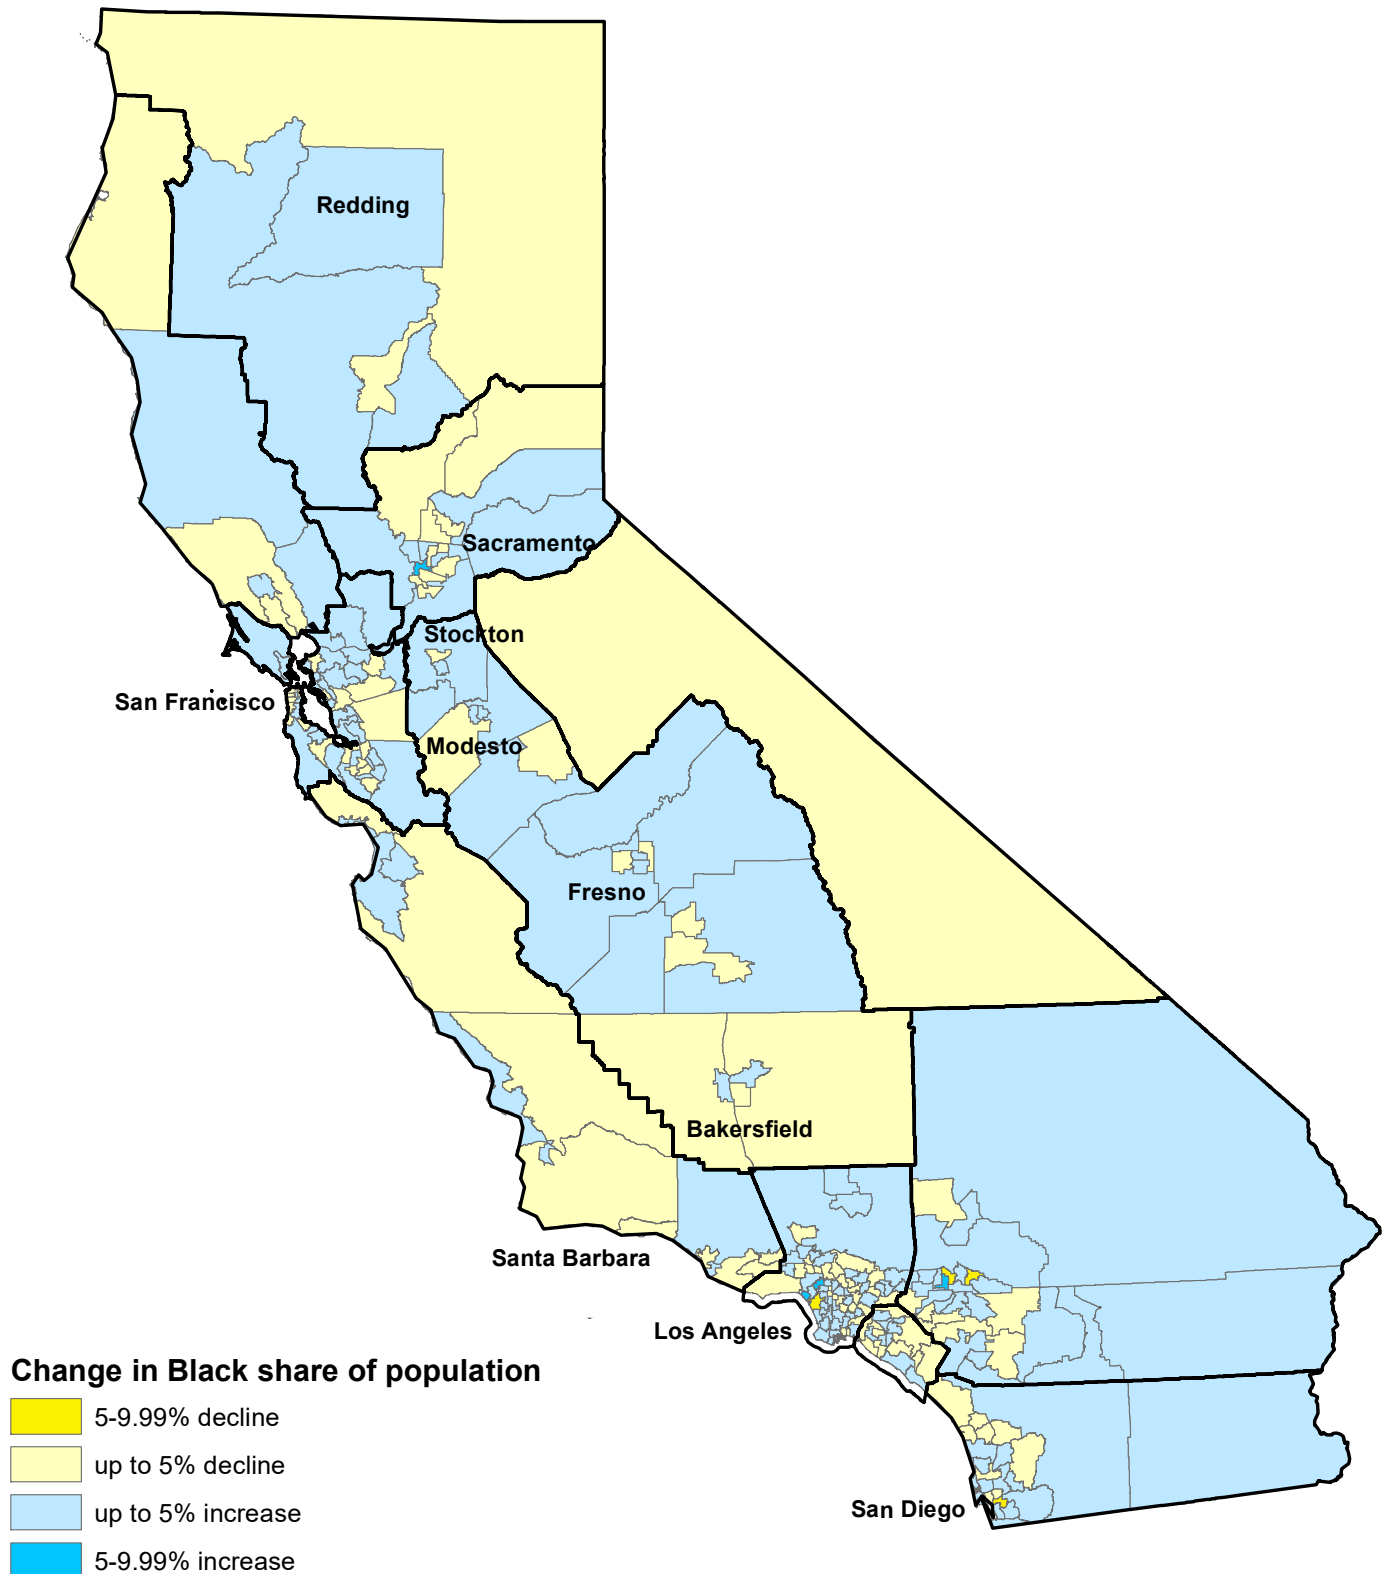 Redding
Sacramento
Stockton
San Francisco
Modesto
Fresno
Bakersfield
Santa Barbara
Los Angeles
San Diego
Change in Black share of population
5-9.99% decline
up to 5% decline
up to 5% increase
5-9.99% increase